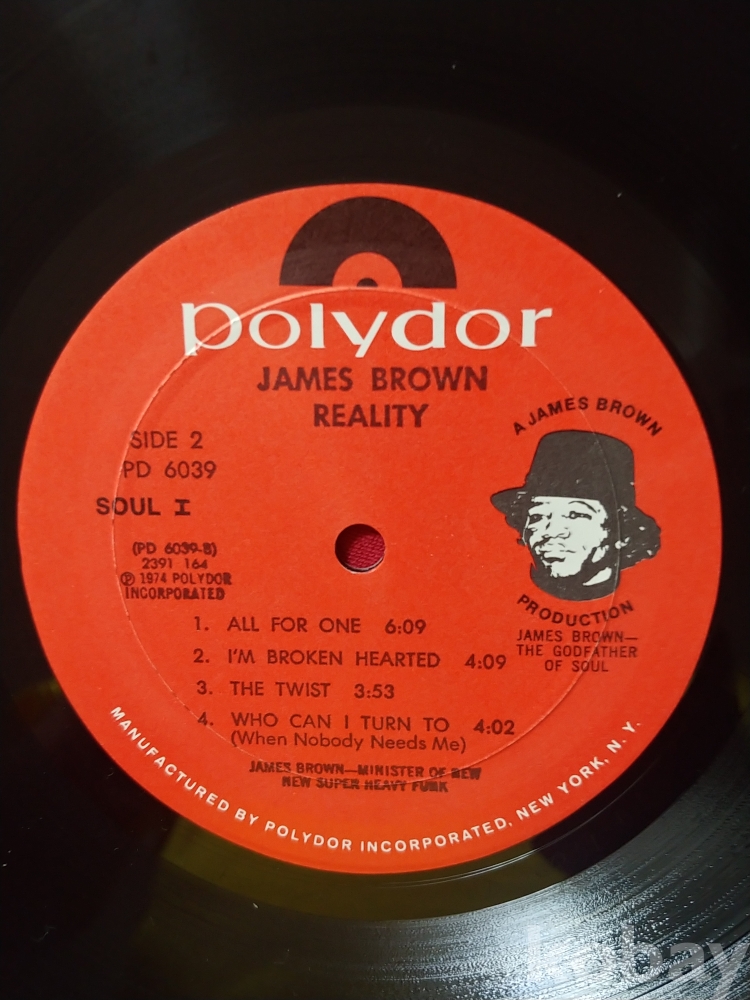 polydor
JAMES BROWN
REALITY
SIDE 2
PD 6039
SOUL I
(PD 6039-B)
2391 164
Ⓟ 1974 POLYDOR
INCORPORATED
A JAMES BROWN
PRODUCTION
JAMES BROWN—
THE GODFATHER
OF SOUL
1. ALL FOR ONE 6:09
2. I'M BROKEN HEARTED 4:09
3. THE TWIST 3:53
4. WHO CAN I TURN TO 4:02
(When Nobody Needs Me)
JAMES BROWN—MINISTER OF NEW
NEW SUPER HEAVY FUNK
MANUFACTURED BY POLYDOR INCORPORATED, NEW YORK, N. Y.